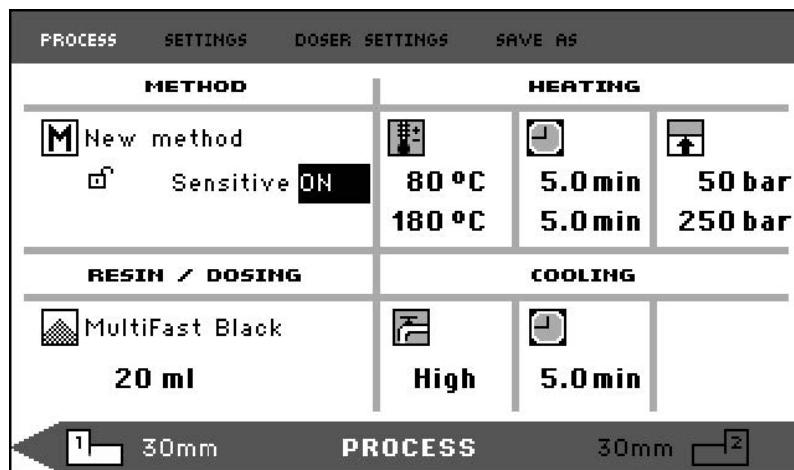 PROCESS SETTINGS DOSER SETTINGS SAVE AS
METHOD HEATING
M New method
Sensitive ON 80 ºC 5.0 min 50 bar
180 ºC 5.0 min 250 bar
RESIN / DOSING COOLING
MultiFast Black
20 ml High 5.0 min
1 30mm PROCESS 30mm 2